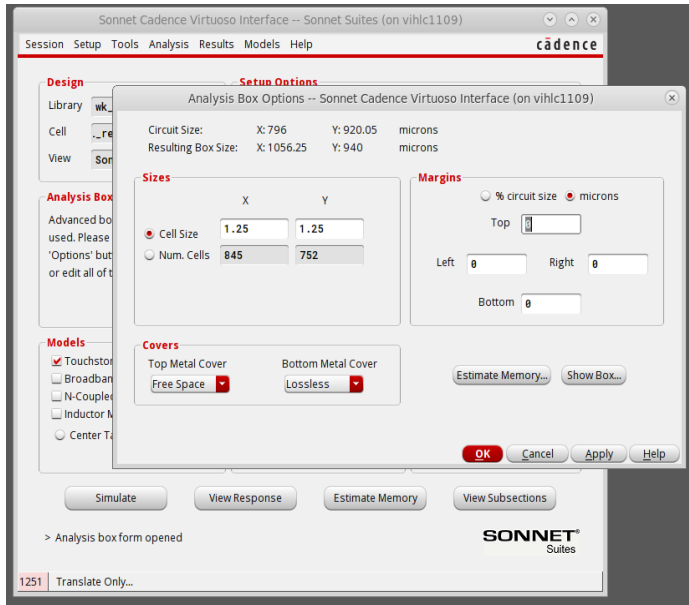 Sonnet Cadence Virtuoso Interface -- Sonnet Suites (on vihlc1109)
Session Setup Tools Analysis Results Models Help
cādence
Design
Setup Options
Library wk_
Cell ._re
View Son
Analysis Box
Advanced bo
used. Please
'Options' but
or edit all of t
Models
Touchstor
Broadban
N-Coupled
Inductor M
Center Ta
Analysis Box Options -- Sonnet Cadence Virtuoso Interface (on vihlc1109)
Circuit Size: X: 796 Y: 920.05 microns
Resulting Box Size: X: 1056.25 Y: 940 microns
Sizes
X Y
Cell Size 1.25 1.25
Num. Cells 845 752
Margins
% circuit size microns
Top 0
Left 0 Right 0
Bottom 0
Covers
Top Metal Cover Bottom Metal Cover
Free Space Lossless
Estimate Memory... Show Box...
OK Cancel Apply Help
Simulate View Response Estimate Memory View Subsections
> Analysis box form opened
SONNET®
Suites
1251 Translate Only...